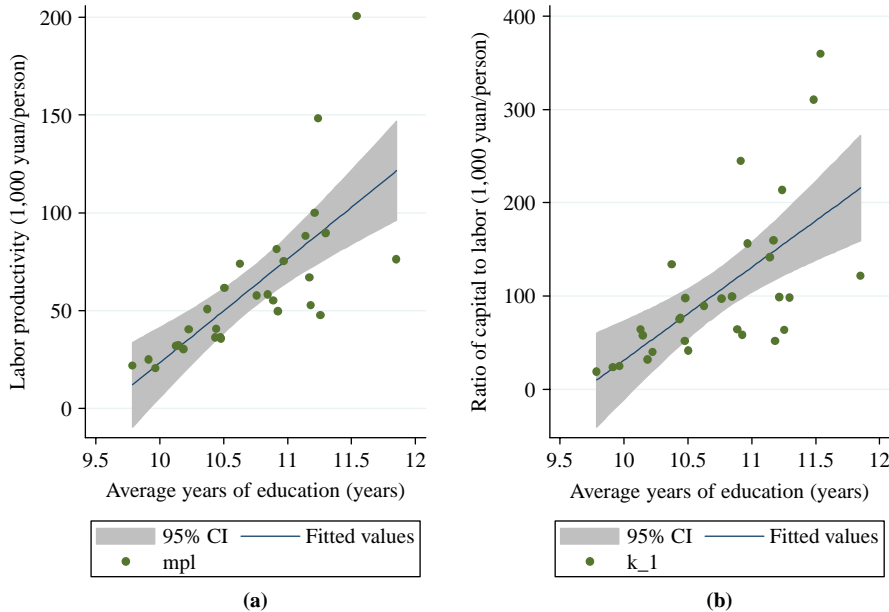 Labor productivity (1,000 yuan/person)
200
150
100
50
0
9.5 10 10.5 11 11.5 12
Average years of education (years)
95% CI Fitted values
mpl
(a)
Ratio of capital to labor (1,000 yuan/person)
400
300
200
100
0
9.5 10 10.5 11 11.5 12
Average years of education (years)
95% CI Fitted values
k_1
(b)